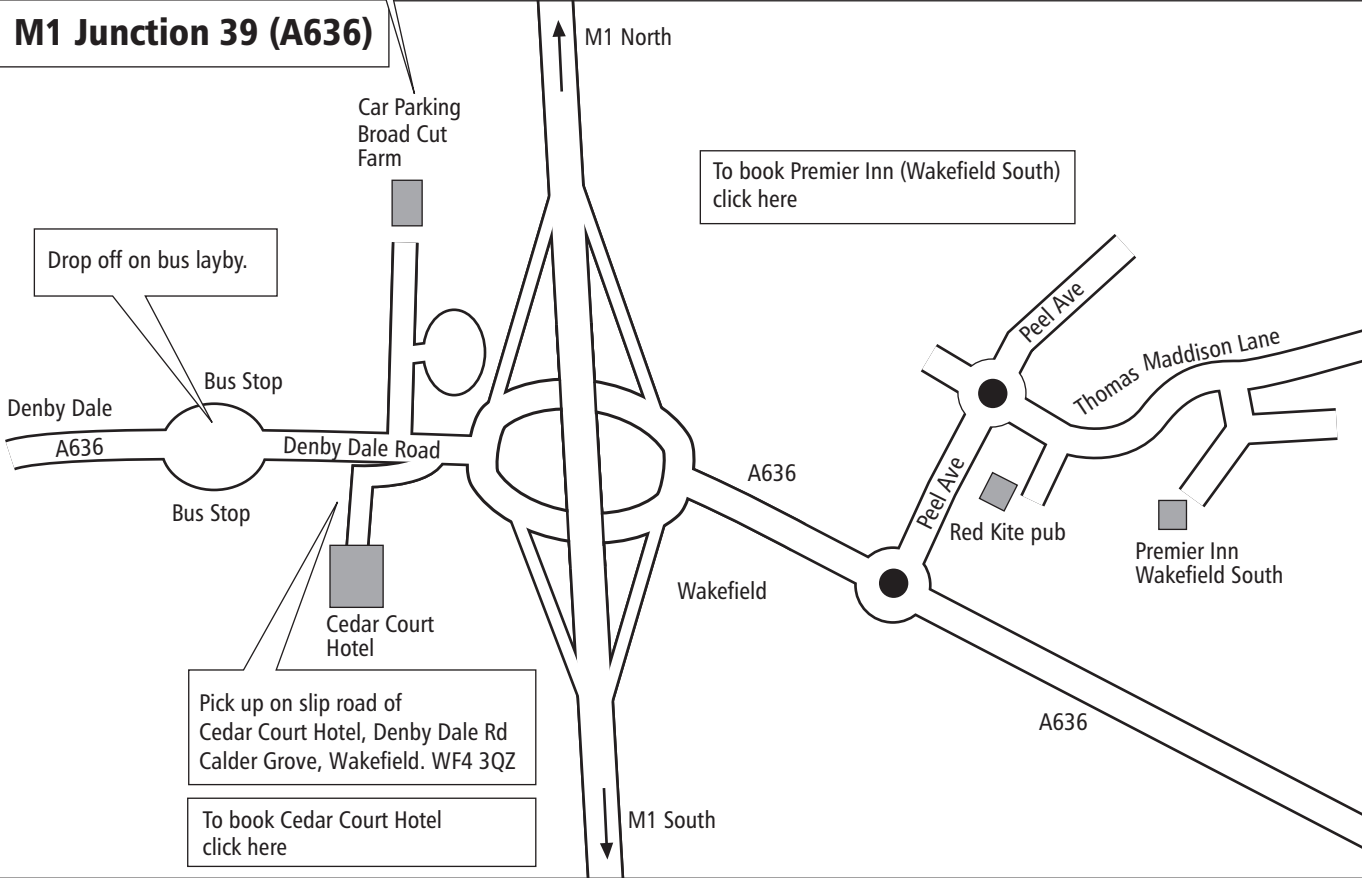 M1 Junction 39 (A636)
M1 North
Car Parking
Broad Cut
Farm
To book Premier Inn (Wakefield South)
click here
Drop off on bus layby.
Peel Ave
Thomas Maddison Lane
Bus Stop
Denby Dale
A636
Denby Dale Road
A636
Peel Ave
Bus Stop
Red Kite pub
Premier Inn
Wakefield South
Wakefield
Cedar Court
Hotel
Pick up on slip road of
Cedar Court Hotel, Denby Dale Rd
Calder Grove, Wakefield. WF4 3QZ
A636
To book Cedar Court Hotel
click here
M1 South